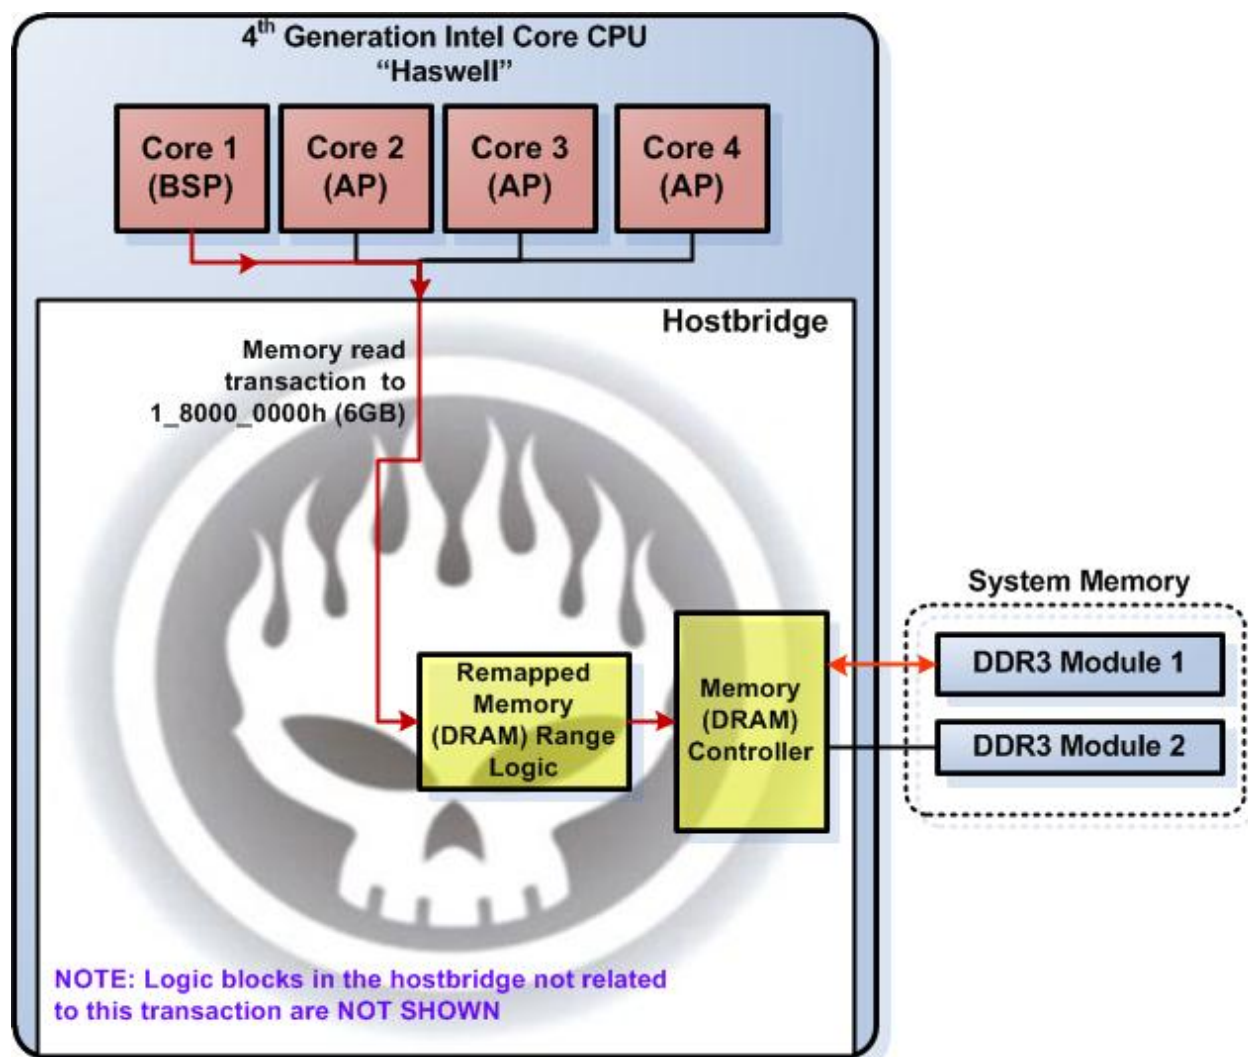 4th Generation Intel Core CPU
“Haswell”
Core 1
(BSP)
Core 2
(AP)
Core 3
(AP)
Core 4
(AP)
Hostbridge
Memory read
transaction to
1_8000_0000h (6GB)
System Memory
Remapped
Memory
(DRAM) Range
Logic
Memory
(DRAM)
Controller
DDR3 Module 1
DDR3 Module 2
NOTE: Logic blocks in the hostbridge not related
to this transaction are NOT SHOWN